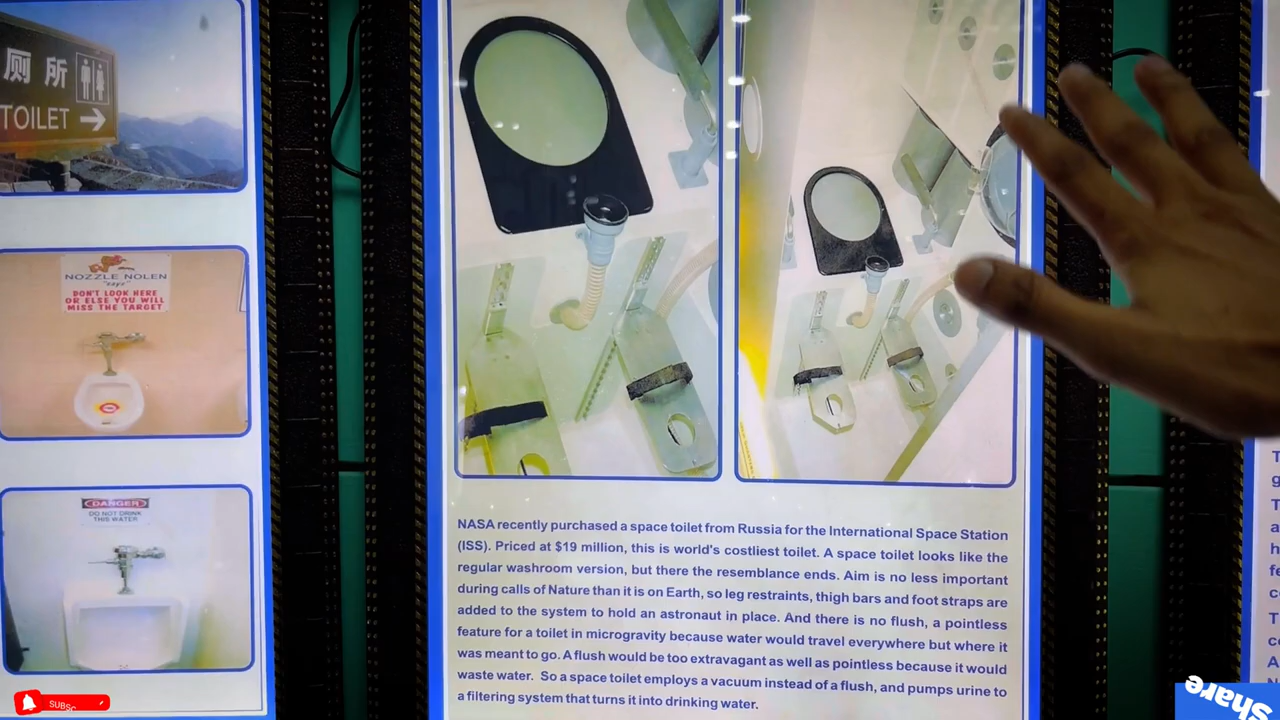 厕所
TOILET
NOZZLE NOLEN
"says"
DON'T LOOK HERE
OR ELSE YOU WILL
MISS THE TARGET
DANGER
DO NOT DRINK
THIS WATER
NASA recently purchased a space toilet from Russia for the International Space Station
(ISS). Priced at $19 million, this is world's costliest toilet. A space toilet looks like the
regular washroom version, but there the resemblance ends. Aim is no less important
during calls of Nature than it is on Earth, so leg restraints, thigh bars and foot straps are
added to the system to hold an astronaut in place. And there is no flush, a pointless
feature for a toilet in microgravity because water would travel everywhere but where it
was meant to go. A flush would be too extravagant as well as pointless because it would
waste water. So a space toilet employs a vacuum instead of a flush, and pumps urine to
a filtering system that turns it into drinking water.
SUBSC
Share